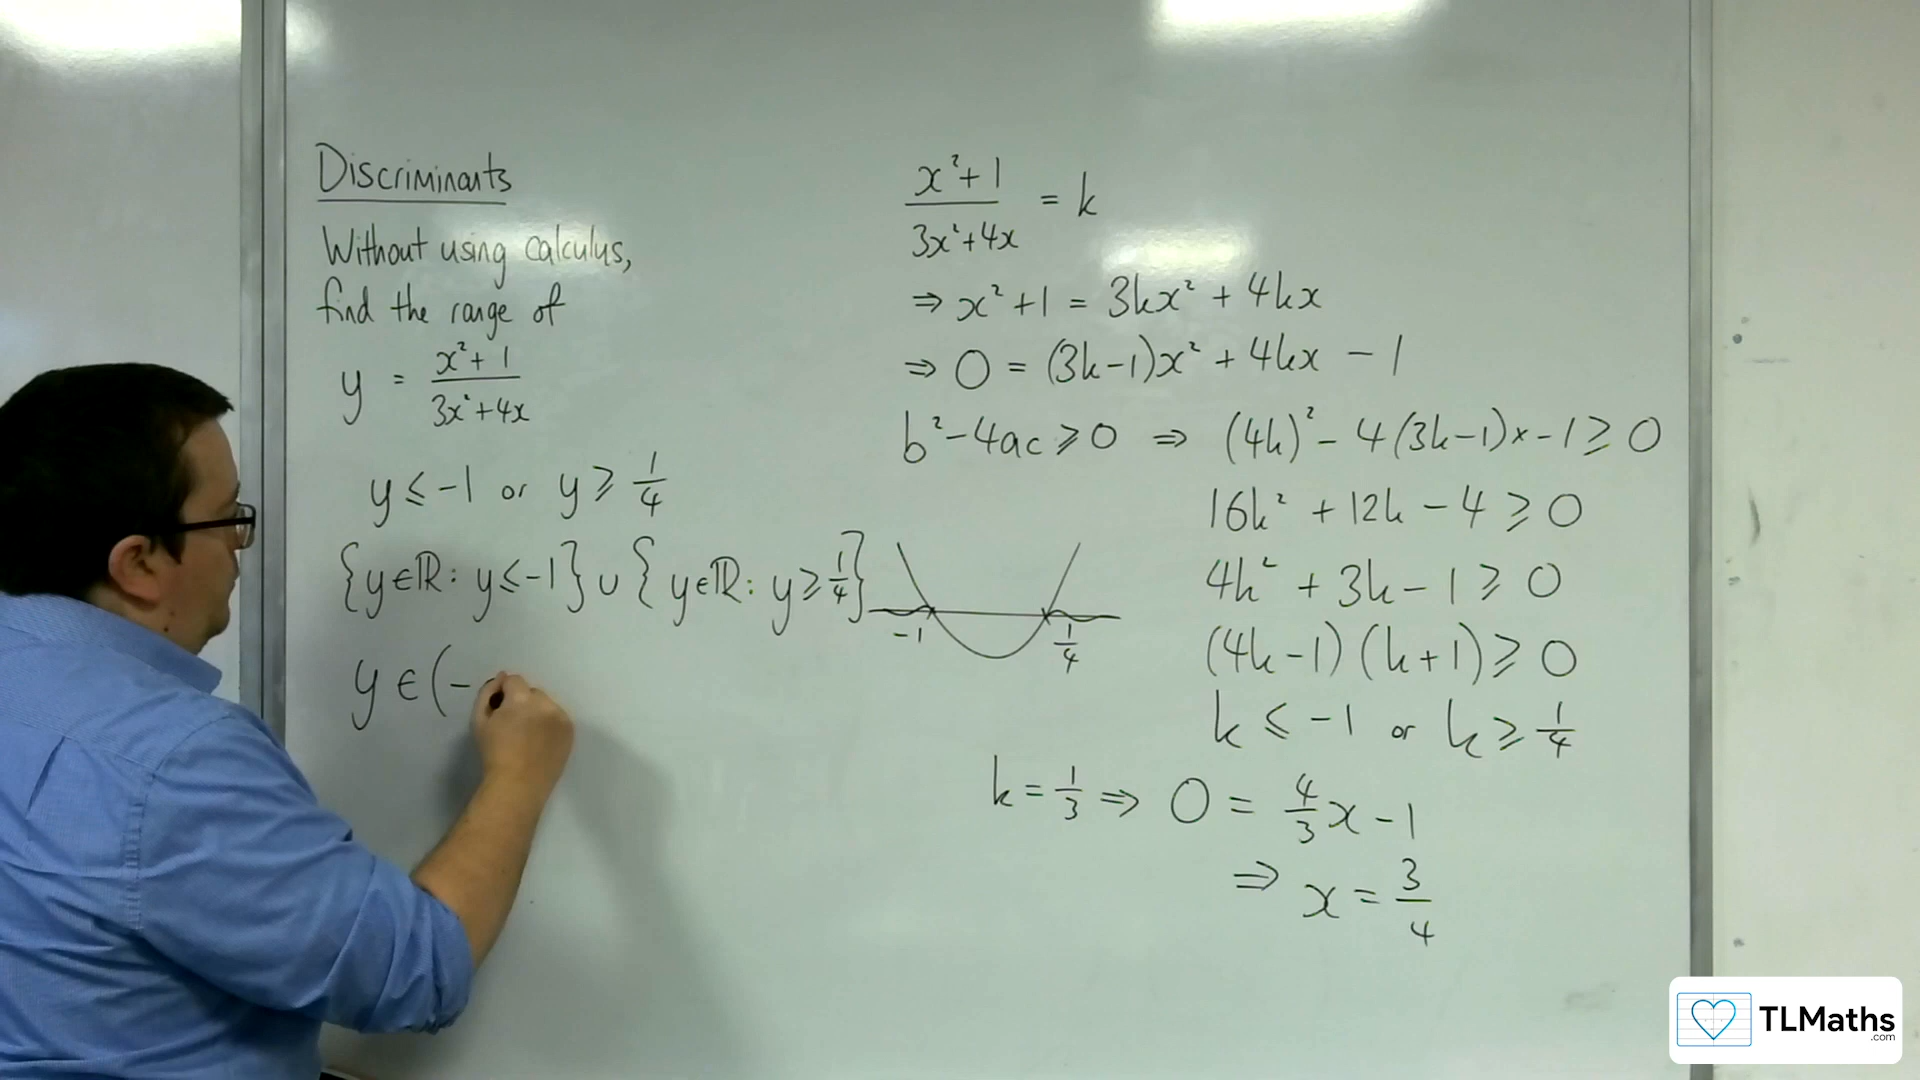 Discriminants
Without using calculus,
find the range of
y = (x² + 1)/(3x² + 4x)
y ≤ -1 or y ≥ 1/4
{y∈ℝ: y ≤ -1} ∪ {y∈ℝ: y ≥ 1/4}
y ∈ (-
(x² + 1)/(3x² + 4x) = k
⇒ x² + 1 = 3kx² + 4kx
⇒ 0 = (3k-1)x² + 4kx - 1
b² - 4ac ≥ 0 ⇒ (4k)² - 4(3k-1)x-1 ≥ 0
16k² + 12k - 4 ≥ 0
4k² + 3k - 1 ≥ 0
(4k-1)(k+1) ≥ 0
k ≤ -1 or k ≥ 1/4
-1 1/4
k = 1/3 ⇒ 0 = 4/3 x - 1
⇒ x = 3/4
TLMaths
.com